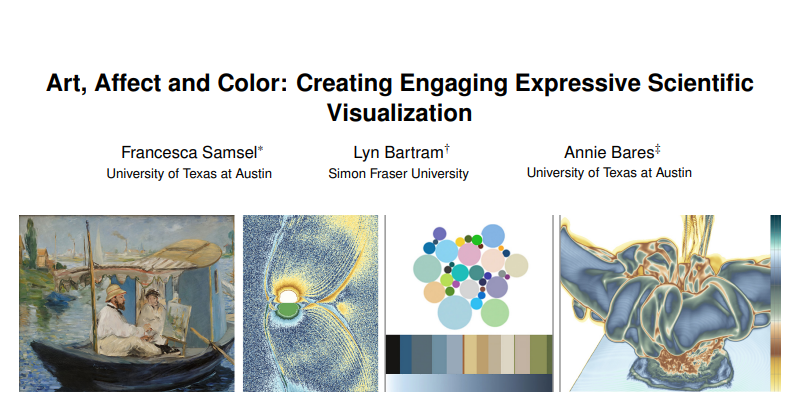 Art, Affect and Color: Creating Engaging Expressive Scientific
Visualization
Francesca Samsel*
University of Texas at Austin
Lyn Bartram†
Simon Fraser University
Annie Bares‡
University of Texas at Austin